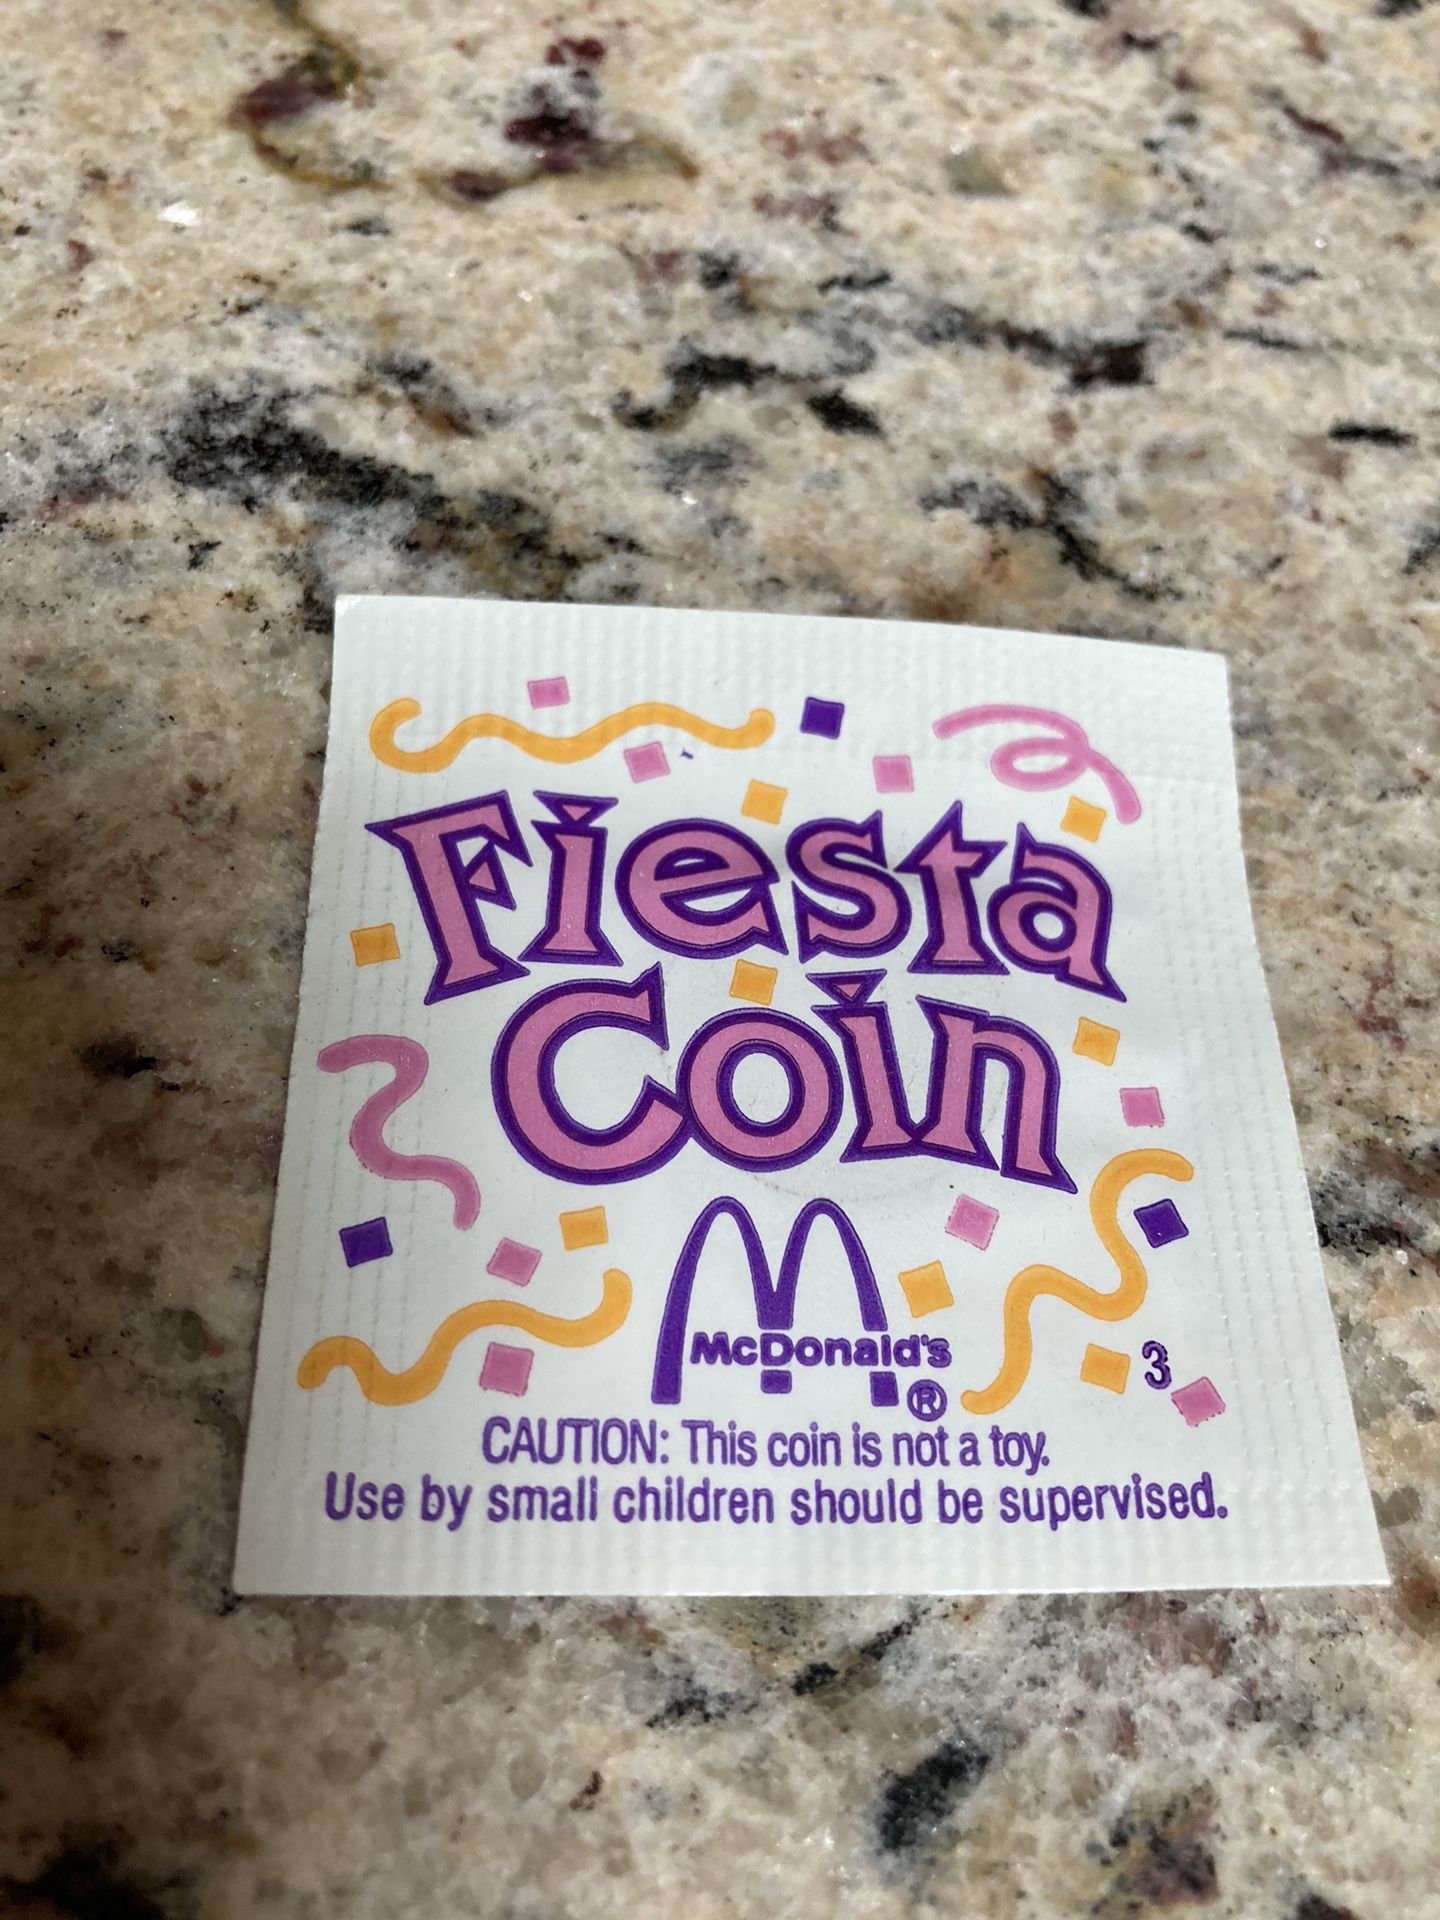 Fiesta
Coin
McDonald's
®
3
CAUTION: This coin is not a toy.
Use by small children should be supervised.